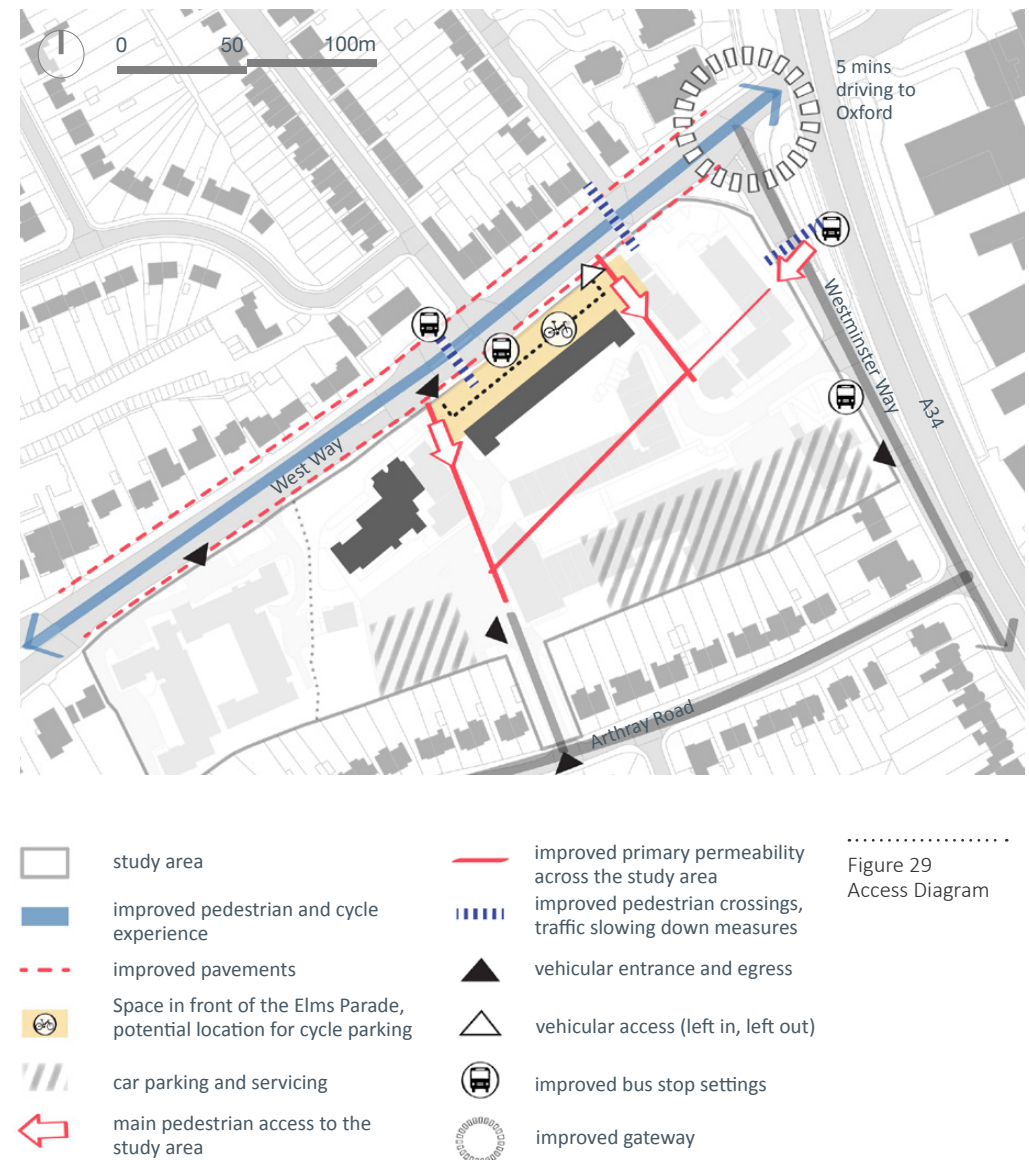 0 50 100m
5 mins
driving to
Oxford
Westminster Way
A34
West Way
Arthray Road
study area
improved pedestrian and cycle
experience
improved pavements
Space in front of the Elms Parade,
potential location for cycle parking
car parking and servicing
main pedestrian access to the
study area
improved primary permeability
across the study area
improved pedestrian crossings,
traffic slowing down measures
vehicular entrance and egress
vehicular access (left in, left out)
improved bus stop settings
improved gateway
Figure 29
Access Diagram